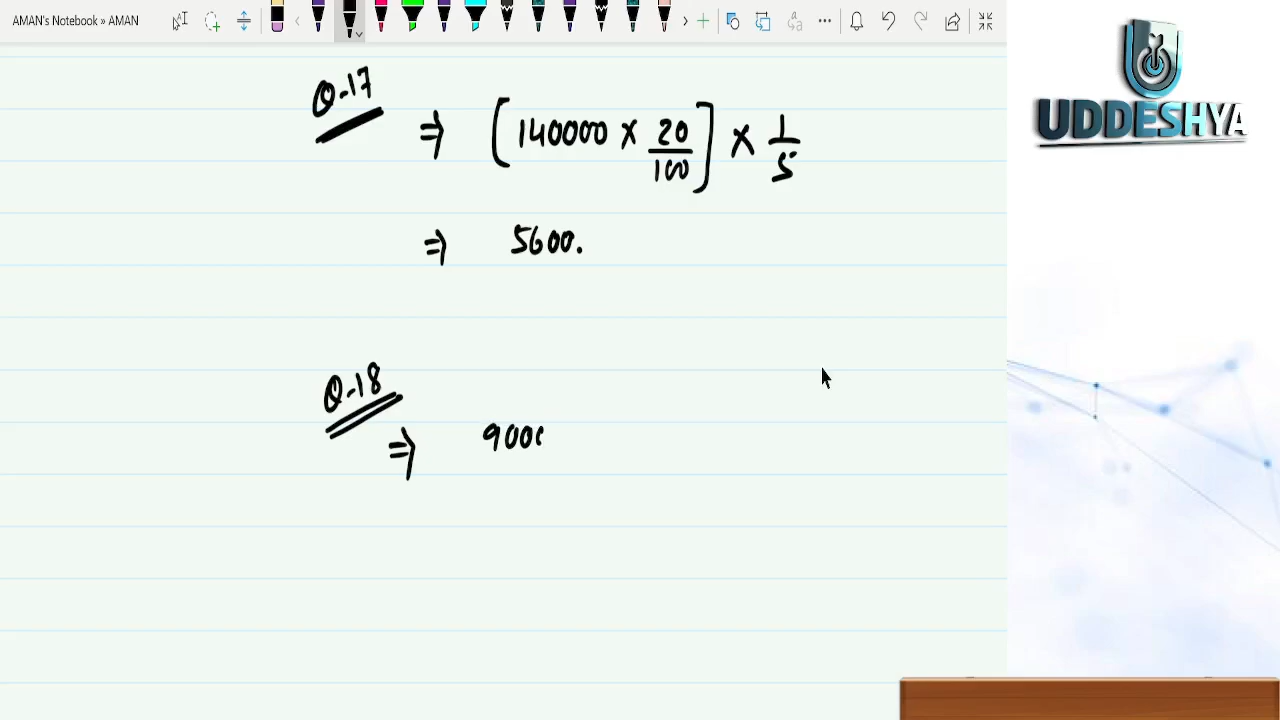 AMAN's Notebook » AMAN
UDDESHYA
Q-17
⇒ [140000 × 20/100] × 1/5
⇒ 5600.
Q-18
⇒ 900